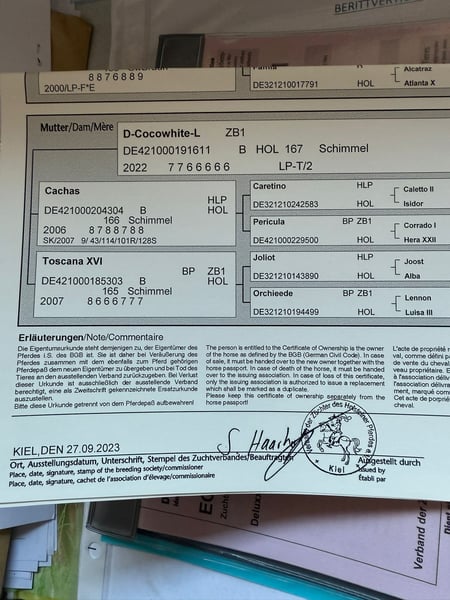 BERITTVERTR
8876889
2000/LP-F*E
DE321210017791 HOL
Alcatraz
Atlanta X
Mutter/Dam/Mère
D-Cocowhite-L ZB1
DE421000191611 B HOL 167 Schimmel
2022 7766666 LP-T/2
Cachas HLP
DE421000204304 B HOL
166 Schimmel
2006 8788788
SK/2007 9/ 43/114/101R/128S
Toscana XVI BP ZB1
DE421000185303 B HOL
165 Schimmel
2007 8666777
Caretino HLP
DE321210242583 HOL
Caletto II
Isidor
Pericula BP ZB1
DE421000229500 HOL
Corrado I
Hera XXII
Joliot HLP
DE321210143890 HOL
Joost
Alba
Orchieede BP ZB1
DE321210194499 HOL
Lennon
Luisa III
Erläuterungen/Note/Commentaire
Die Eigentumsurkunde steht demjenigen zu, der Eigentümer des
Pferdes i.S. des BGB ist. Sie ist daher bei Veräußerung des
Pferdes zusammen mit dem ebenfalls zum Pferd gehörigen
Pferdepaß dem neuen Eigentümer zu übergeben und bei Tod des
Tieres an den ausstellenden Verband zurückzugeben. Bei Verlust
dieser Urkunde ist ausschließlich der ausstellende Verband
berechtigt, eine als Zweitschrift gekennzeichnete Ersatzurkunde
auszustellen.
Bitte diese Urkunde getrennt vom Pferdepaß aufbewahren!
The person is entitled to the Certificate of Ownership is the owner
of the horse as defined by the BGB (German Civil Code). In case
of sale, it must be handed over to the new owner together with the
horse passport. In case of death of the horse, it must be handed
over to the issuing association. In case of loss of this certificate,
only the issuing association is authorized to issue a replacement
which shall be marked as a duplicate.
Please keep this certificate of ownership separately from the
horse passport!
L'acte de propriété
val, comme défini p
de vente du cheval
veau propriétaire. E
à l'association déliv
l'association délivra
ment, marqué comm
Cet acte de proprié
cheval.
KIEL,DEN 27.09.2023
S. Haarh
Kiel
Ort, Ausstellungsdatum, Unterschrift, Stempel des Zuchtverbandes/Beauftragter
Place, date, signature, stamp of the breeding society/commissioner
Place, date, signature, cachet de l'association d'élevage/commissionaire
Ausgestellt durch
Issued by
Établi par
Zucht
Delux
Verband der Z